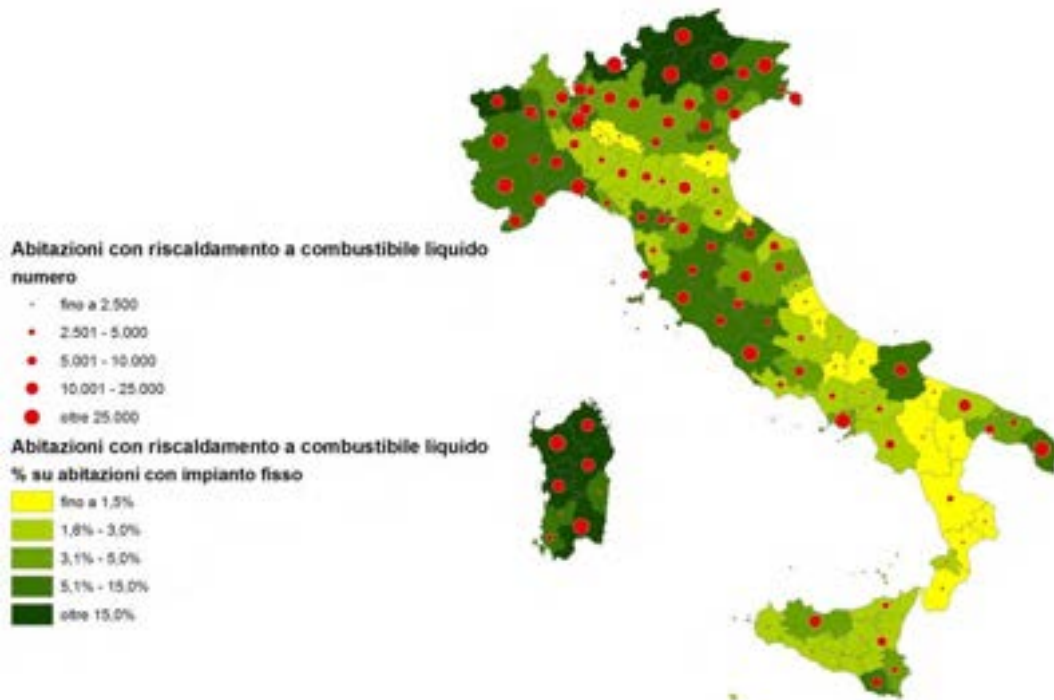 Abitazioni con riscaldamento a combustibile liquido
numero
fino a 2.500
2.501 - 5.000
5.001 - 10.000
10.001 - 25.000
oltre 25.000
Abitazioni con riscaldamento a combustibile liquido
% su abitazioni con impianto fisso
fino a 1,5%
1,6% - 3,0%
3,1% - 5,0%
5,1% - 15,0%
oltre 15,0%